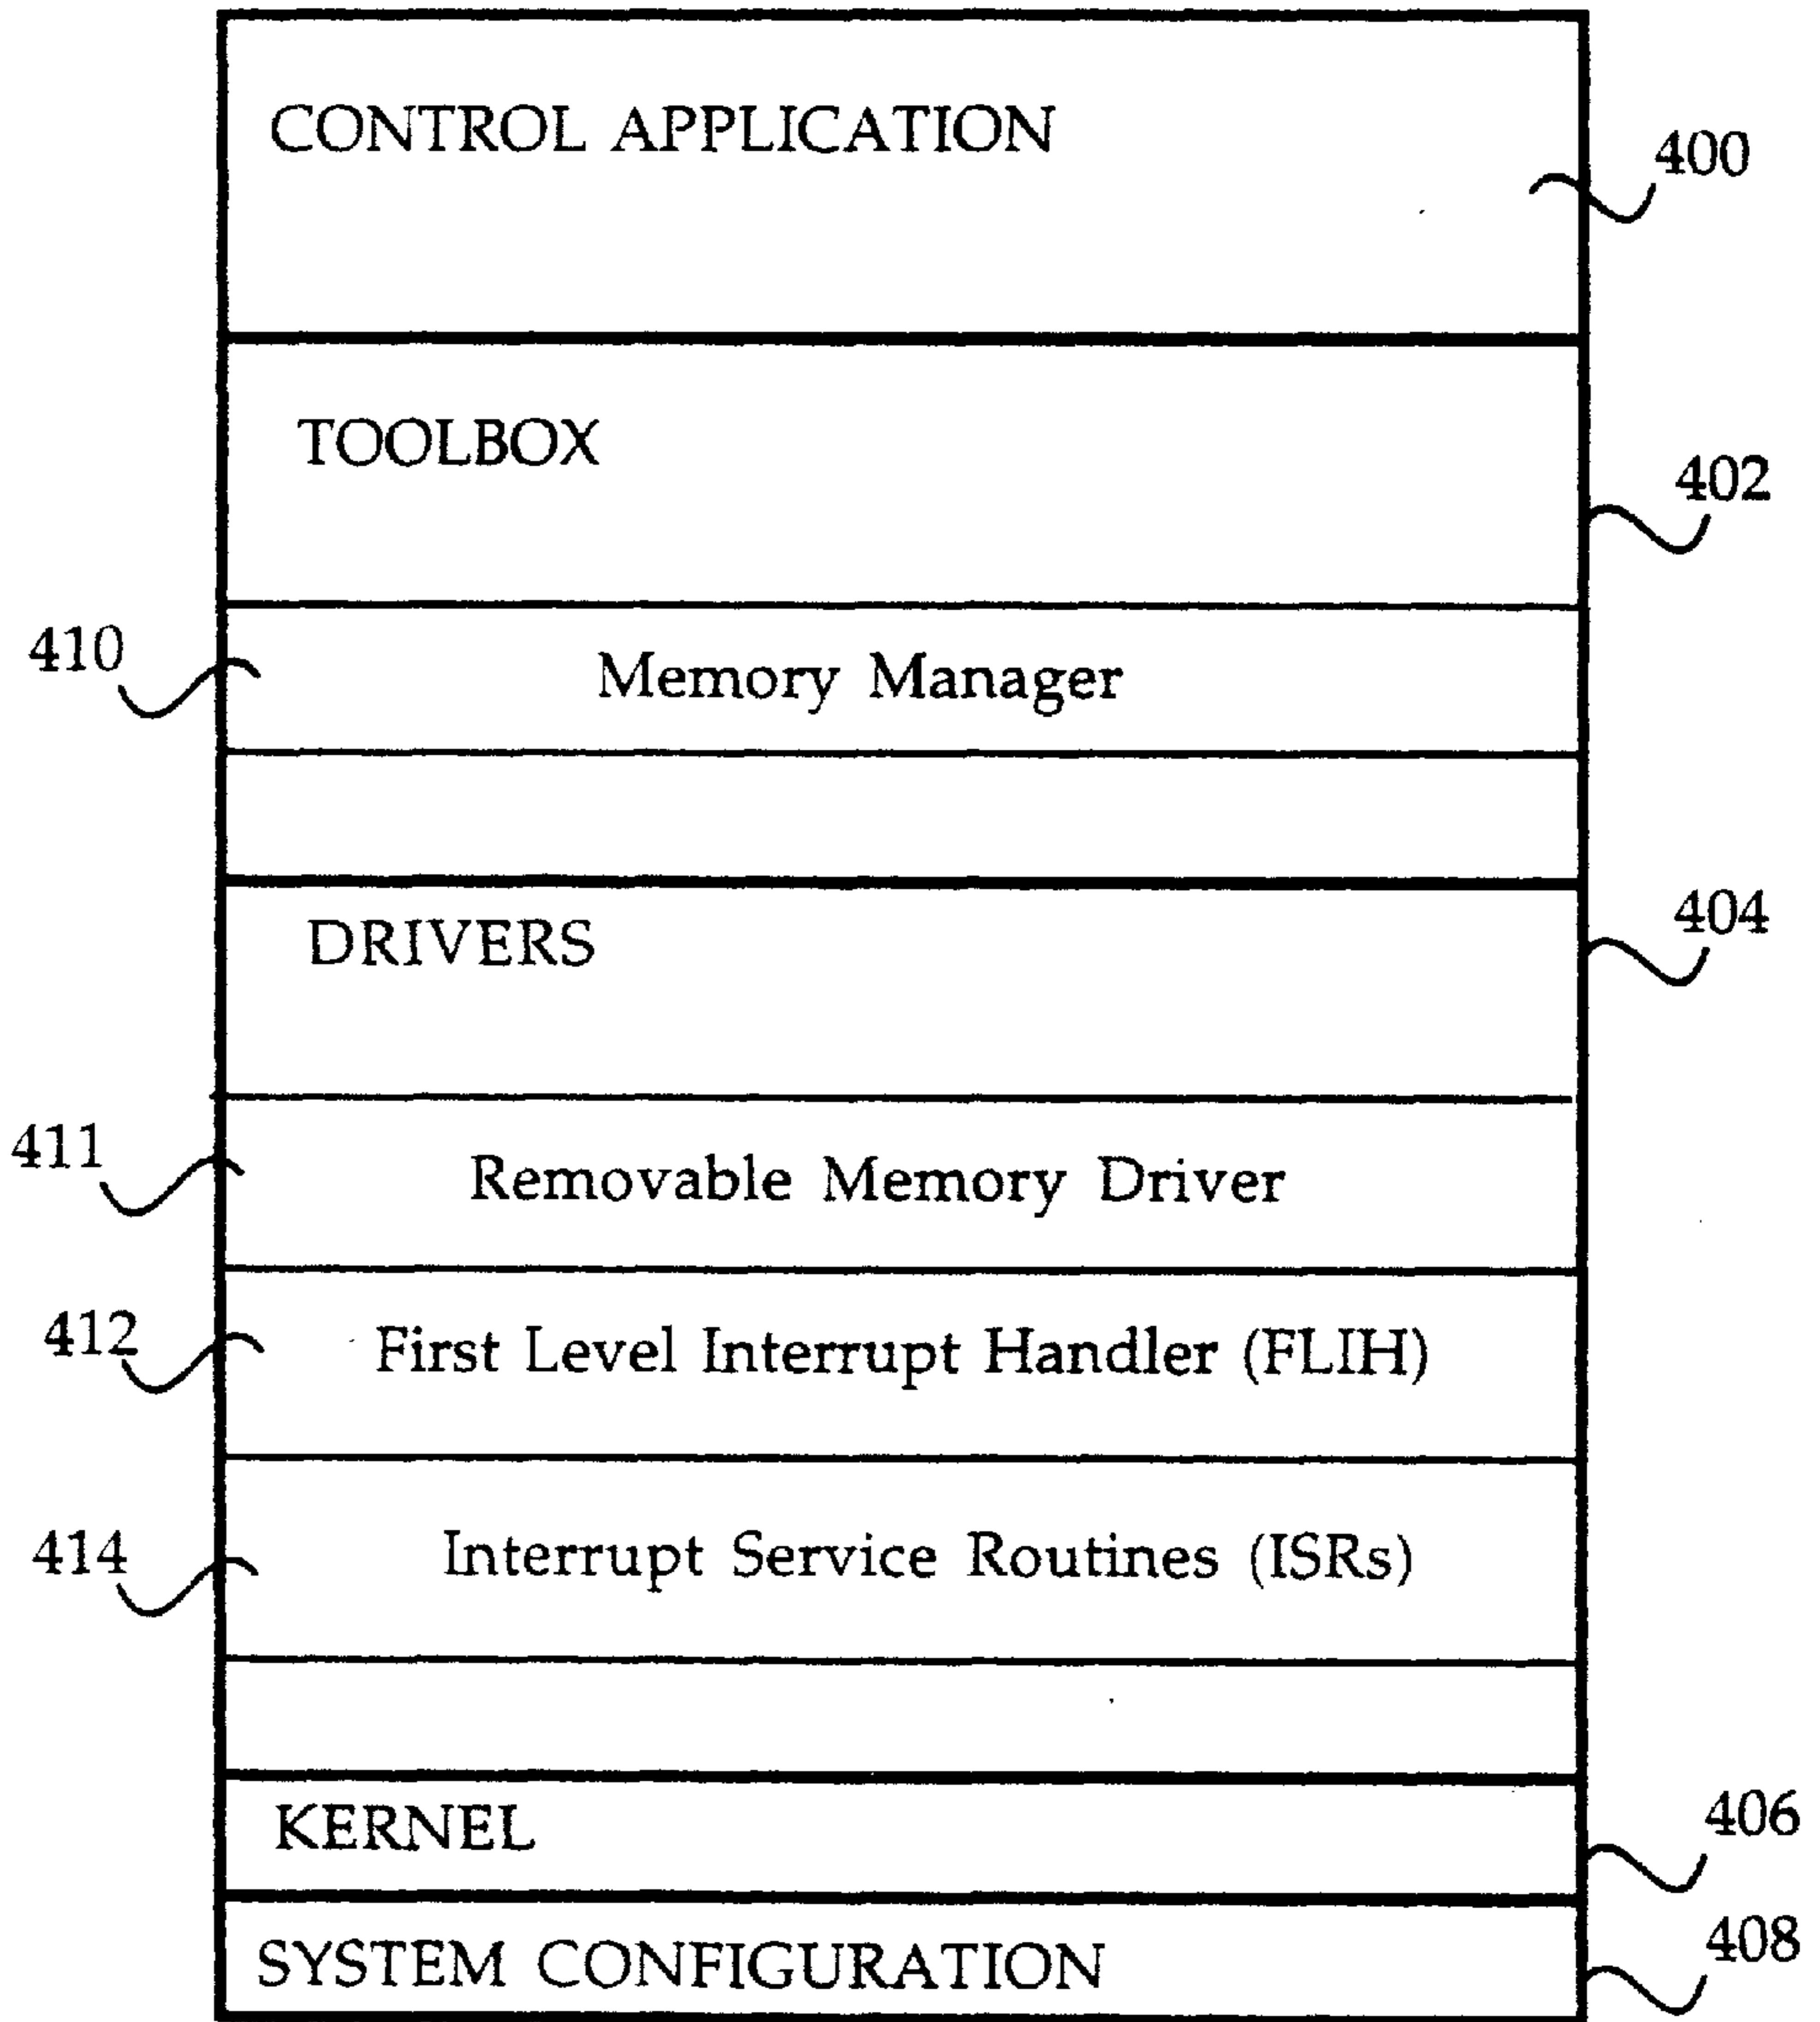 CONTROL APPLICATION
400
TOOLBOX
402
410
Memory Manager
DRIVERS
404
411
Removable Memory Driver
412
First Level Interrupt Handler (FLIH)
414
Interrupt Service Routines (ISRs)
KERNEL
406
SYSTEM CONFIGURATION
408